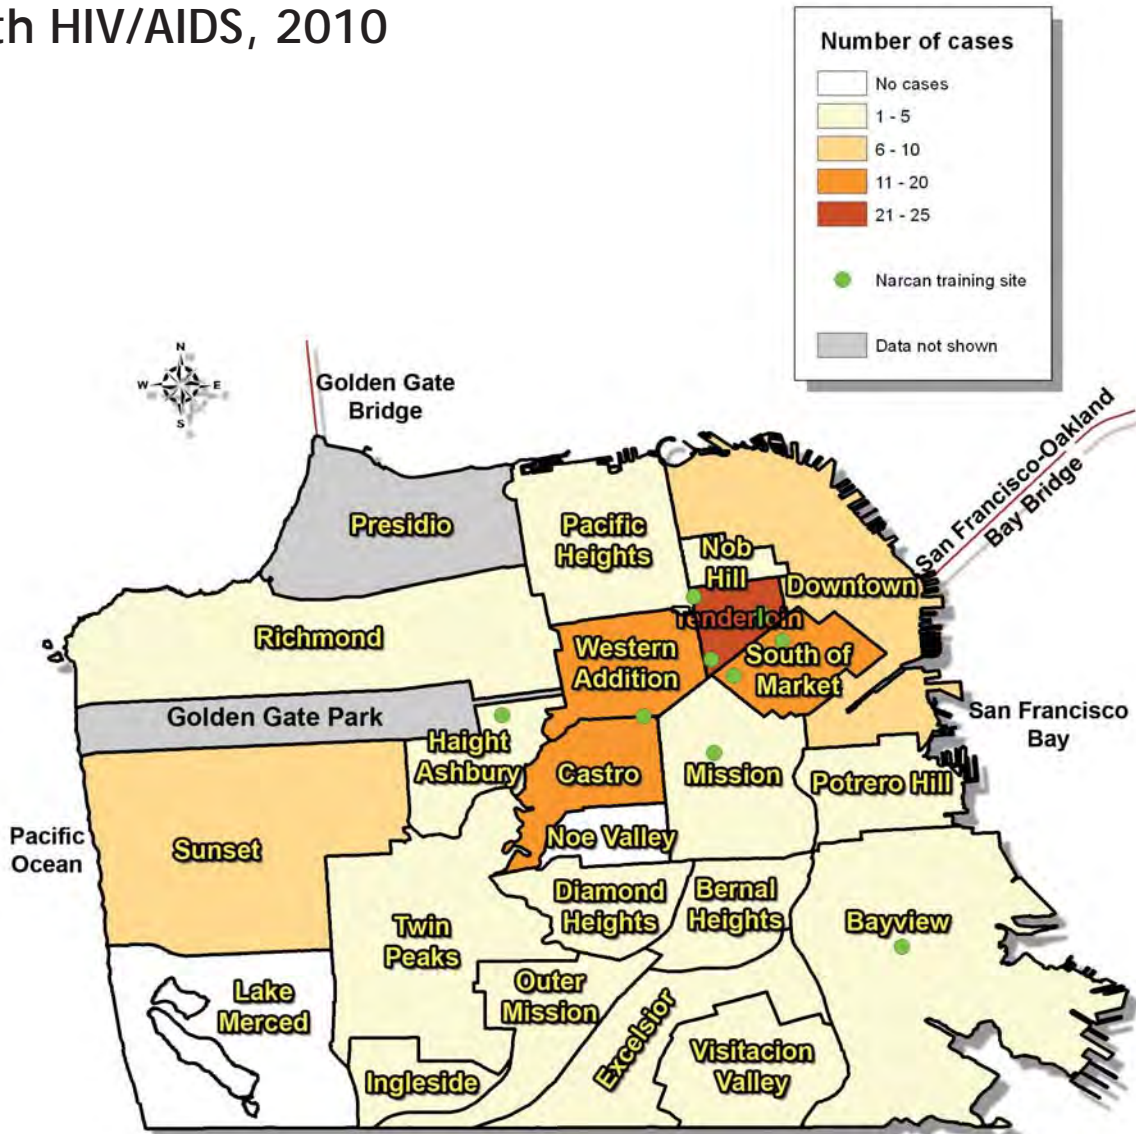 th HIV/AIDS, 2010
Number of cases
No cases
1 - 5
6 - 10
11 - 20
21 - 25
Narcan training site
Data not shown
N
W E
S
Golden Gate
Bridge
San Francisco-Oakland
Bay Bridge
Presidio
Pacific
Heights
Nob
Hill
Downtown
Richmond
Tenderloin
Western
Addition
South of
Market
Golden Gate Park
San Francisco
Bay
Haight
Ashbury
Castro
Mission
Potrero Hill
Pacific
Ocean
Sunset
Noe Valley
Diamond
Heights
Bernal
Heights
Bayview
Twin
Peaks
Lake
Merced
Outer
Mission
Excelsior
Visitacion
Valley
Ingleside